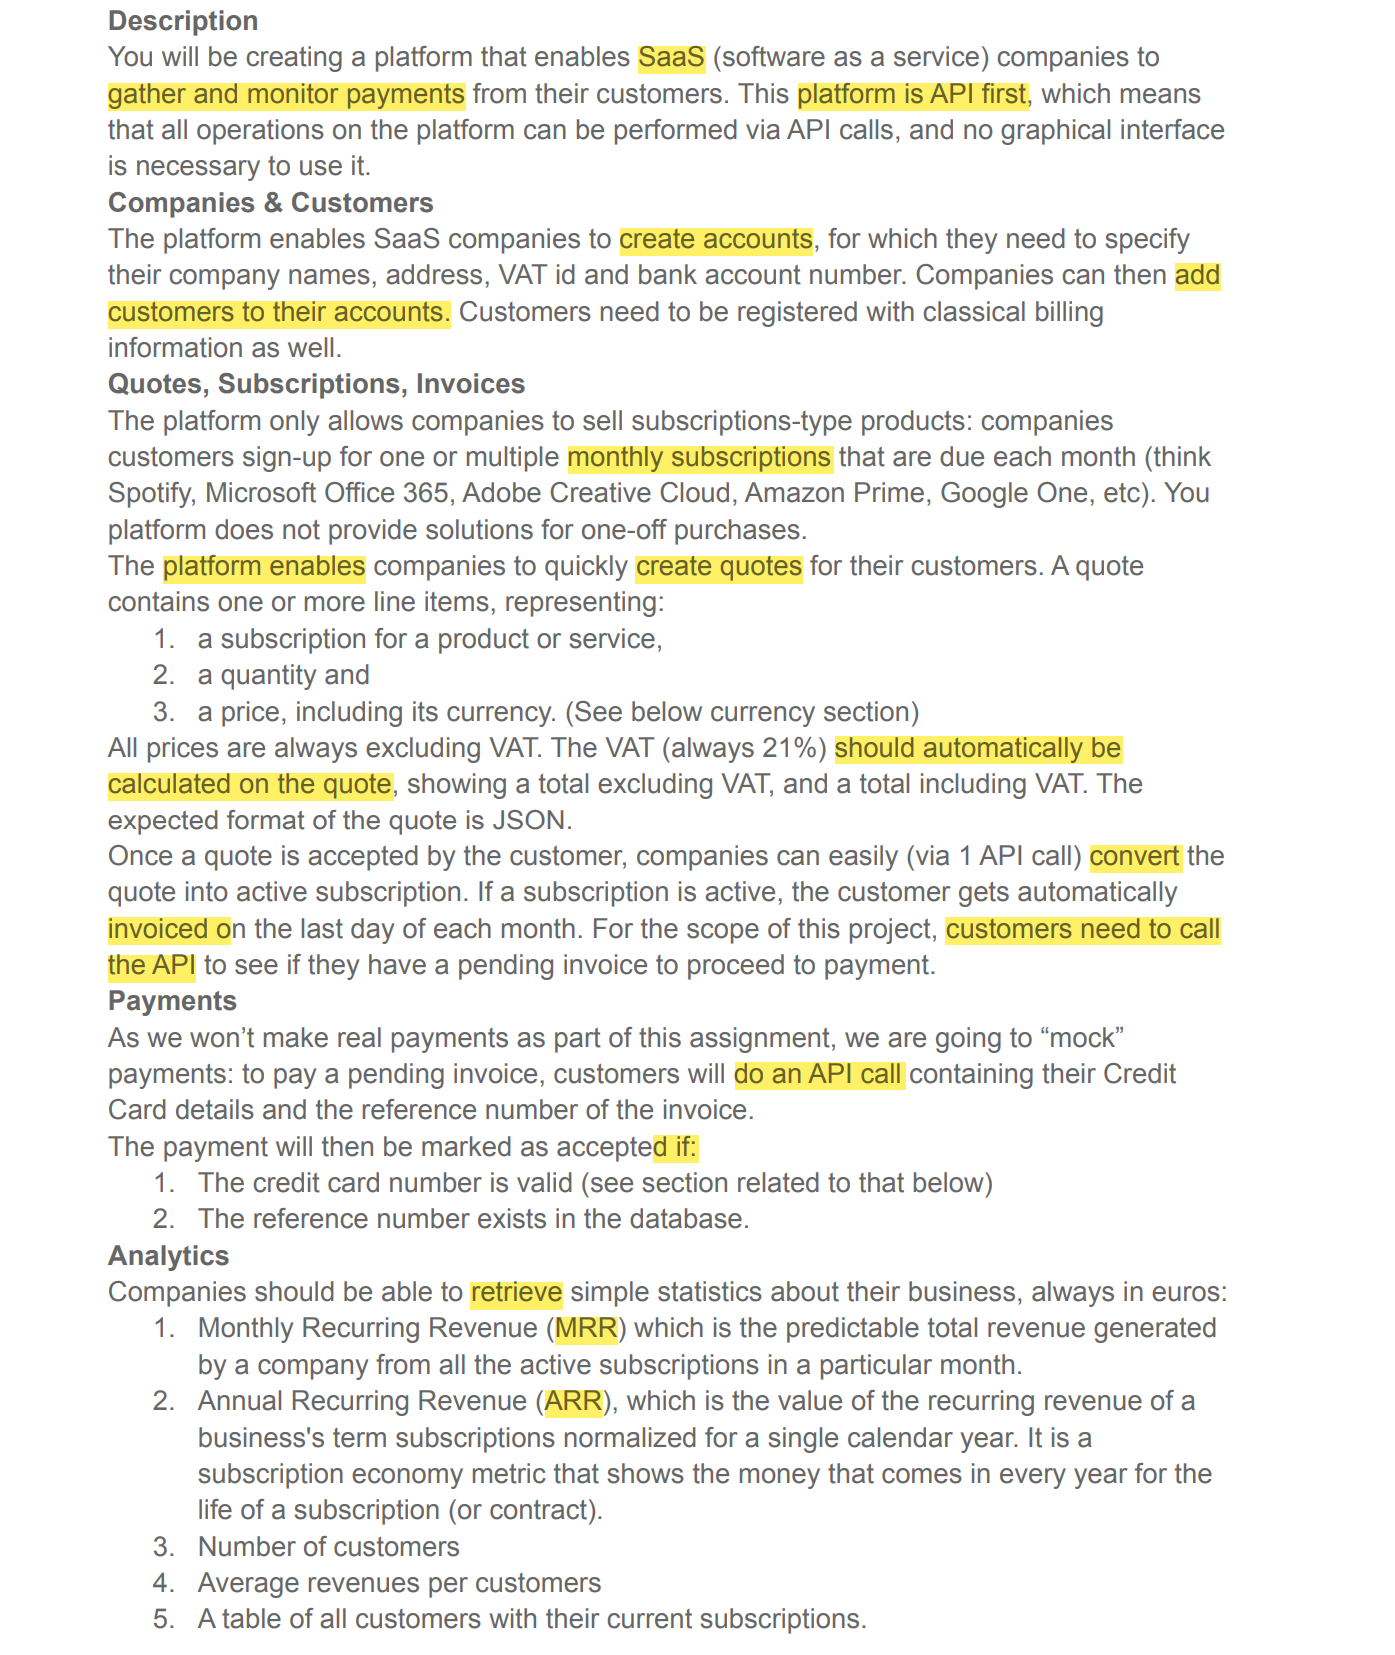 Description
You will be creating a platform that enables SaaS (software as a service) companies to
gather and monitor payments from their customers. This platform is API first, which means
that all operations on the platform can be performed via API calls, and no graphical interface
is necessary to use it.
Companies & Customers
The platform enables SaaS companies to create accounts, for which they need to specify
their company names, address, VAT id and bank account number. Companies can then add
customers to their accounts. Customers need to be registered with classical billing
information as well.
Quotes, Subscriptions, Invoices
The platform only allows companies to sell subscriptions-type products: companies
customers sign-up for one or multiple monthly subscriptions that are due each month (think
Spotify, Microsoft Office 365, Adobe Creative Cloud, Amazon Prime, Google One, etc). You
platform does not provide solutions for one-off purchases.
The platform enables companies to quickly create quotes for their customers. A quote
contains one or more line items, representing:
1. a subscription for a product or service,
2. a quantity and
3. a price, including its currency. (See below currency section)
All prices are always excluding VAT. The VAT (always 21%) should automatically be
calculated on the quote, showing a total excluding VAT, and a total including VAT. The
expected format of the quote is JSON.
Once a quote is accepted by the customer, companies can easily (via 1 API call) convert the
quote into active subscription. If a subscription is active, the customer gets automatically
invoiced on the last day of each month. For the scope of this project, customers need to call
the API to see if they have a pending invoice to proceed to payment.
Payments
As we won’t make real payments as part of this assignment, we are going to “mock”
payments: to pay a pending invoice, customers will do an API call containing their Credit
Card details and the reference number of the invoice.
The payment will then be marked as accepted if:
1. The credit card number is valid (see section related to that below)
2. The reference number exists in the database.
Analytics
Companies should be able to retrieve simple statistics about their business, always in euros:
1. Monthly Recurring Revenue (MRR) which is the predictable total revenue generated
by a company from all the active subscriptions in a particular month.
2. Annual Recurring Revenue (ARR), which is the value of the recurring revenue of a
business's term subscriptions normalized for a single calendar year. It is a
subscription economy metric that shows the money that comes in every year for the
life of a subscription (or contract).
3. Number of customers
4. Average revenues per customers
5. A table of all customers with their current subscriptions.